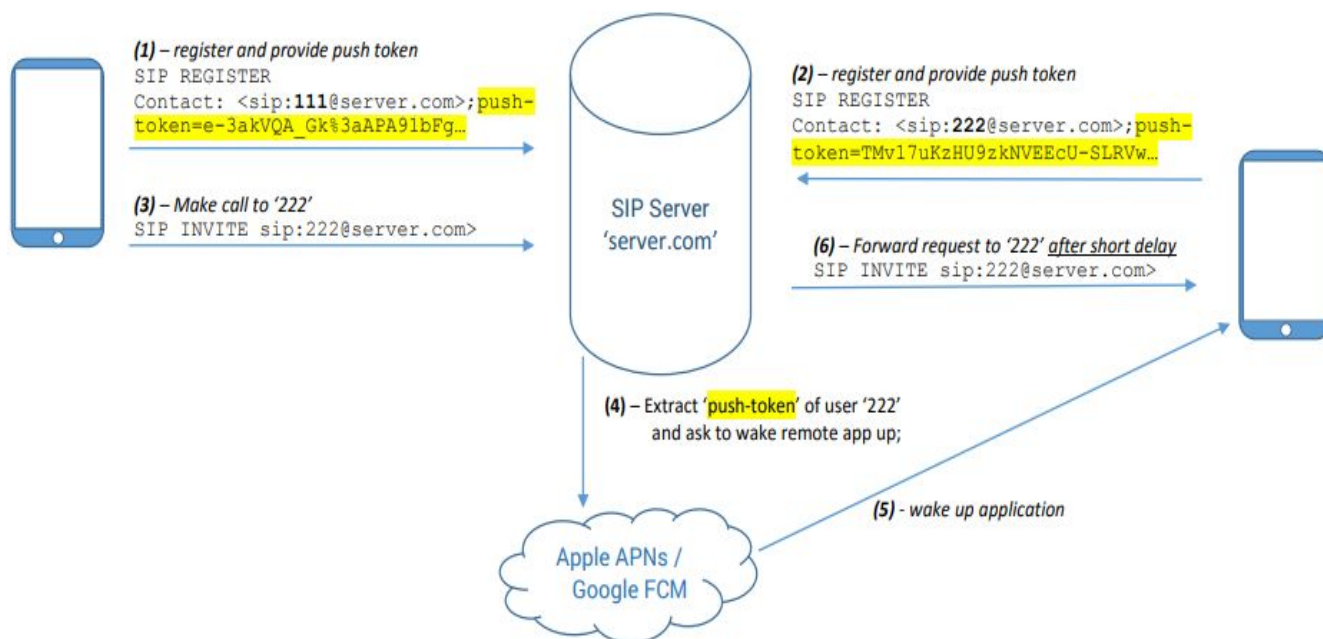 (1) – register and provide push token
SIP REGISTER
Contact: <sip:111@server.com>;push-
token=e-3akVQA_Gk%3aAPA91bFg…
(2) – register and provide push token
SIP REGISTER
Contact: <sip:222@server.com>;push-
token=TMvl7uKzHU9zkNVEEcU-SLRVw…
(3) – Make call to ‘222’
SIP INVITE sip:222@server.com>
SIP Server
‘server.com’
(6) – Forward request to ‘222’ after short delay
SIP INVITE sip:222@server.com>
(4) – Extract ‘push-token’ of user ‘222’
and ask to wake remote app up;
(5) - wake up application
Apple APNs /
Google FCM